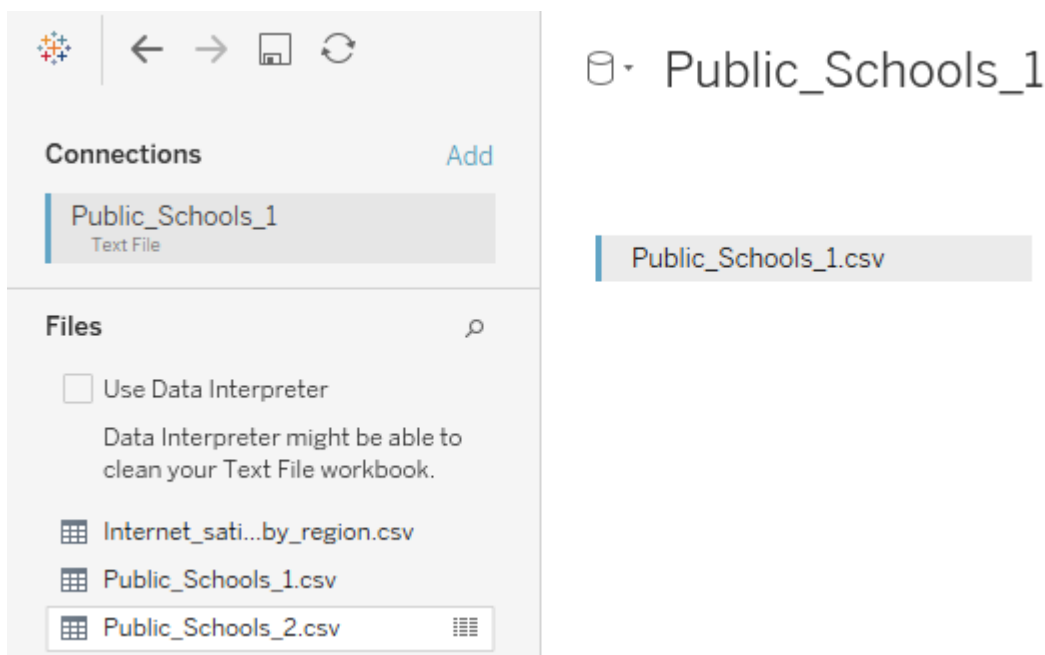 Public_Schools_1
Connections
Add
Public_Schools_1
Text File
Public_Schools_1.csv
Files
Use Data Interpreter
Data Interpreter might be able to
clean your Text File workbook.
Internet_sati...by_region.csv
Public_Schools_1.csv
Public_Schools_2.csv